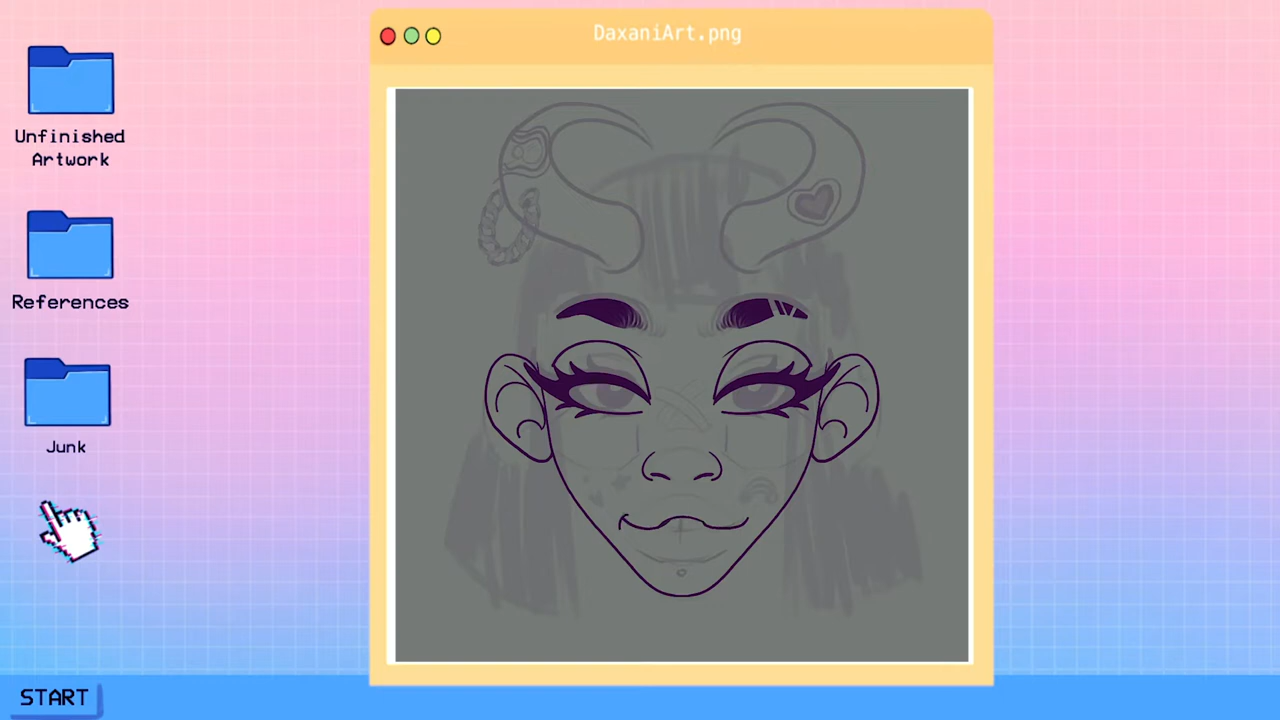 DaxaniArt.png
Unfinished
Artwork
References
Junk
START